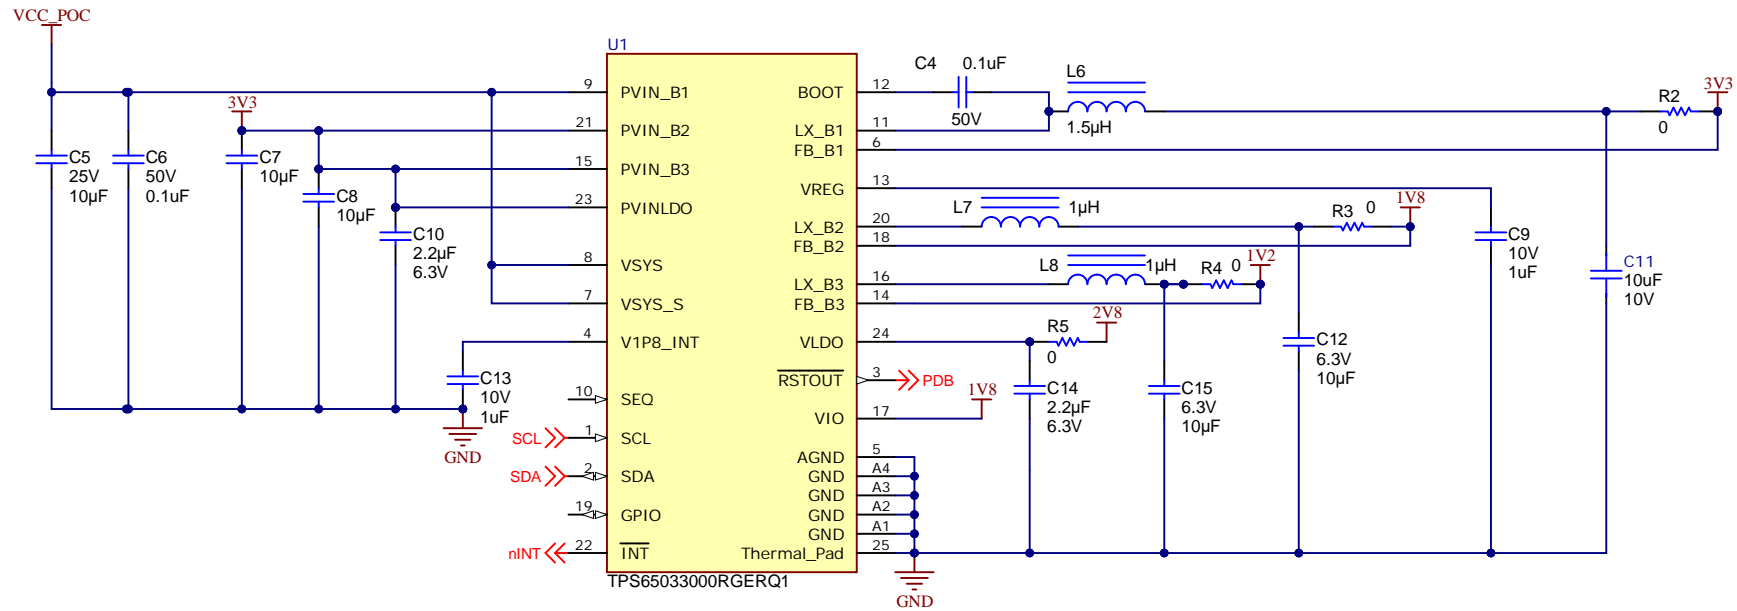 VCC_POC
U1
9
PVIN_B1
3V3
21
PVIN_B2
15
PVIN_B3
23
PVINLDO
8
VSYS
7
VSYS_S
4
V1P8_INT
10
SEQ
SCL
1
SCL
SDA
2
SDA
19
GPIO
nINT
22
INT
C5
25V
10µF
C6
50V
0.1uF
C7
10µF
C8
10µF
C10
2.2µF
6.3V
C13
10V
1uF
GND
BOOT
12
LX_B1
11
FB_B1
6
VREG
13
LX_B2
20
FB_B2
18
LX_B3
16
FB_B3
14
VLDO
24
RSTOUT
3
PDB
VIO
17
1V8
AGND
5
GND
A4
GND
A3
GND
A2
GND
A1
Thermal_Pad
25
TPS65033000RGERQ1
GND
C4
0.1uF
50V
L6
1.5µH
R2
0
3V3
L7
1µH
R3
0
1V8
L8
1µH
R4
0
1V2
R5
0
2V8
C9
10V
1uF
C11
10uF
10V
C12
6.3V
10µF
C14
2.2µF
6.3V
C15
6.3V
10µF